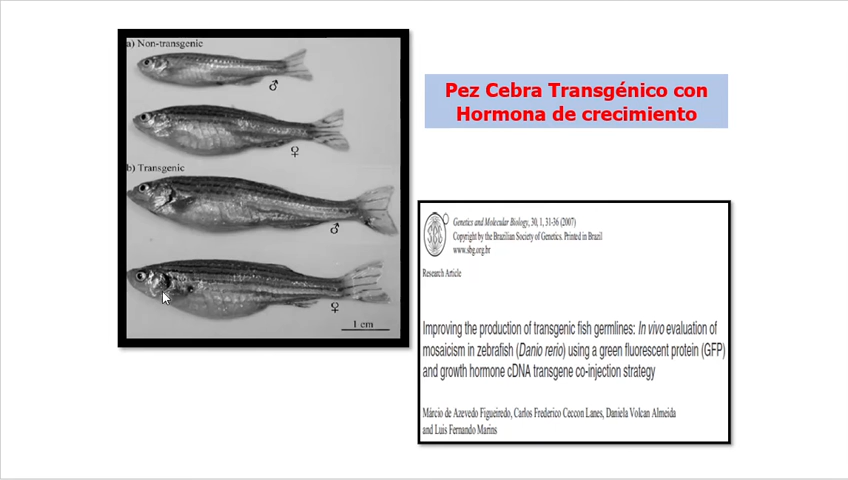 a) Non-transgenic
♂
♀
b) Transgenic
♂
♀
1 cm
Pez Cebra Transgénico con
Hormona de crecimiento
Genetics and Molecular Biology, 30, 1, 31-36 (2007)
Copyright by the Brazilian Society of Genetics. Printed in Brazil
www.sbg.org.br
Research Article
Improving the production of transgenic fish germlines: In vivo evaluation of
mosaicism in zebrafish (Danio rerio) using a green fluorescent protein (GFP)
and growth hormone cDNA transgene co-injection strategy
Márcio de Azevedo Figueiredo, Carlos Frederico Ceccon Lanes, Daniela Volcan Almeida
and Luis Fernando Marins